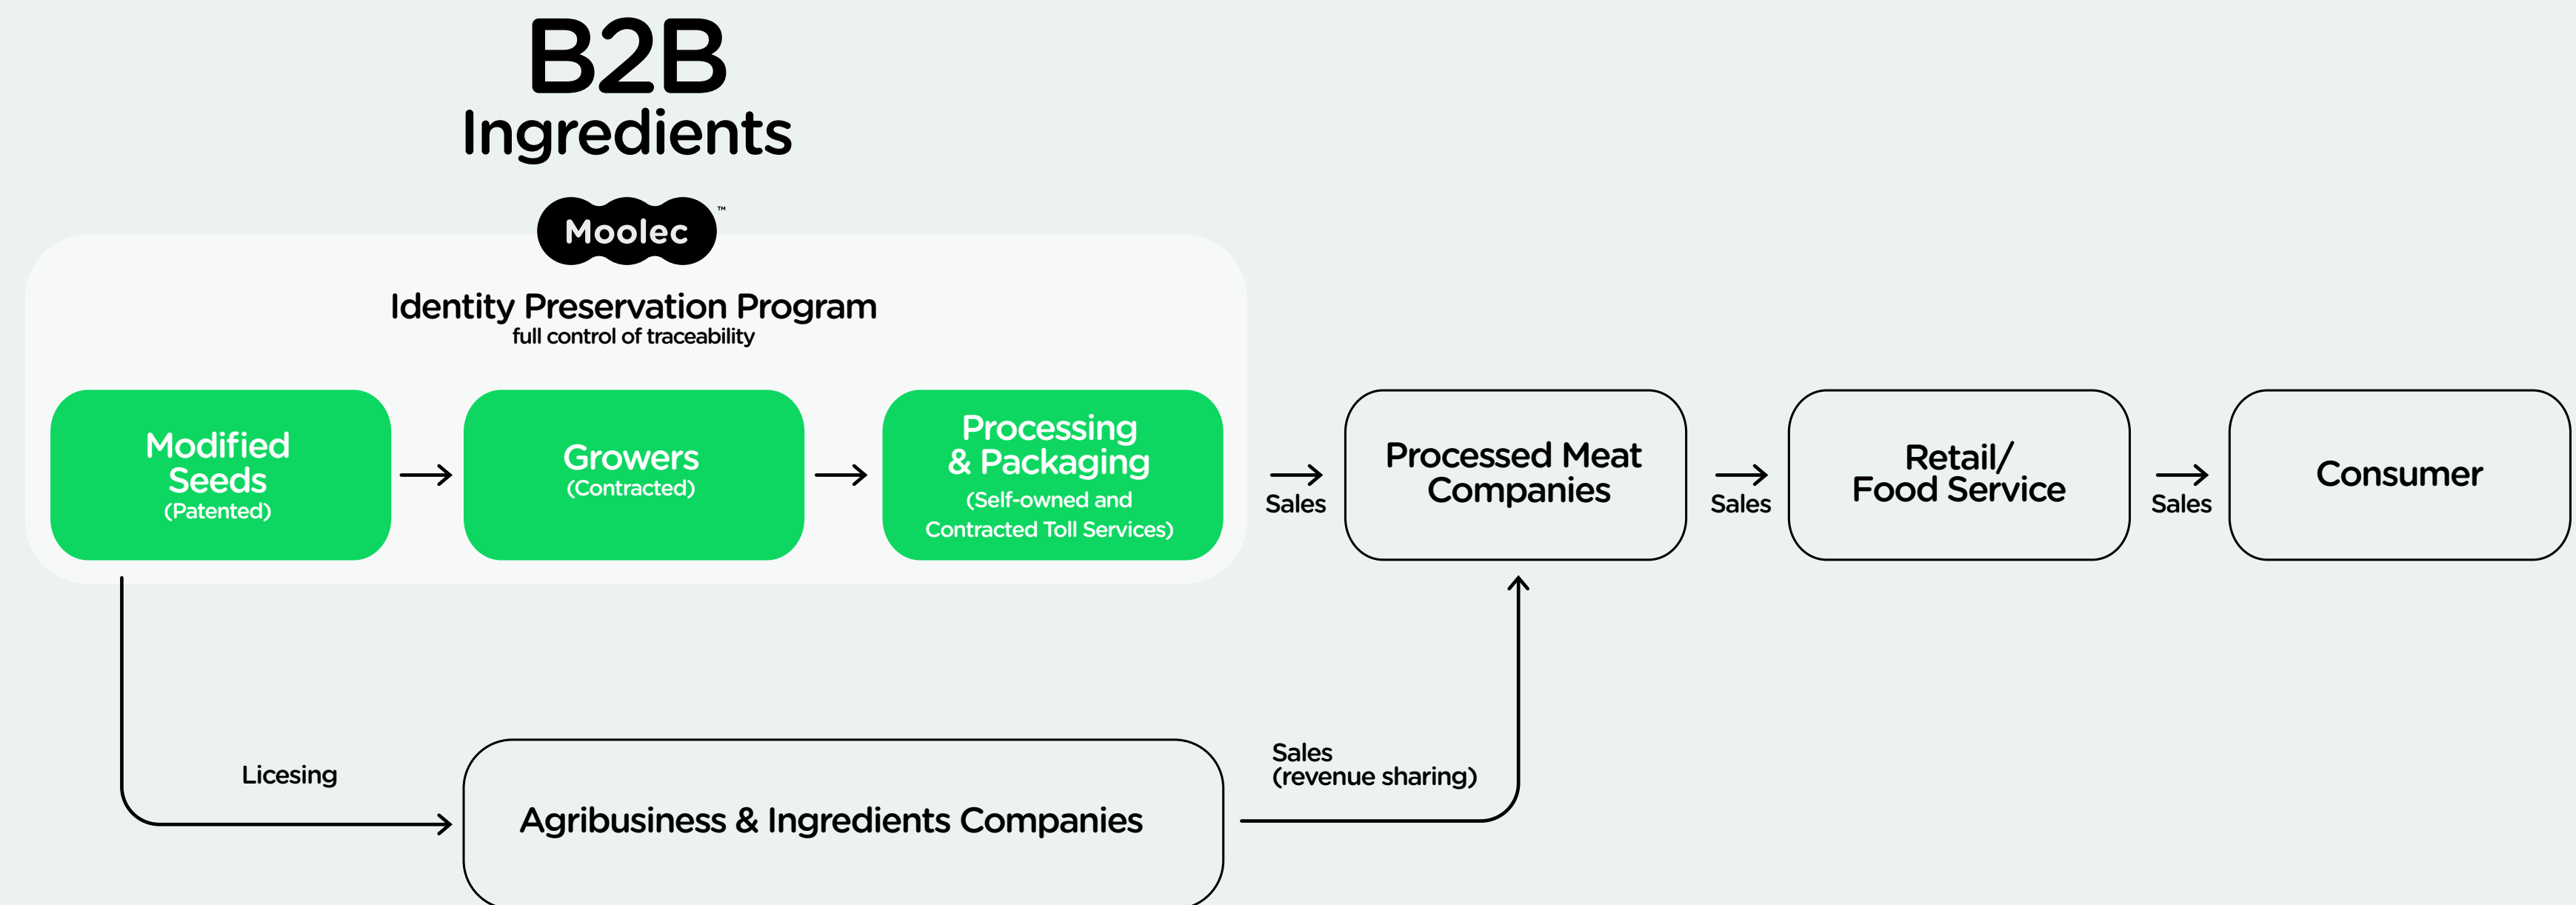 B2B
Ingredients
Moolec™
Identity Preservation Program
full control of traceability
Modified
Seeds
(Patented)
Growers
(Contracted)
Processing
& Packaging
(Self-owned and
Contracted Toll Services)
Sales
Processed Meat
Companies
Sales
Retail/
Food Service
Sales
Consumer
Licesing
Agribusiness & Ingredients Companies
Sales
(revenue sharing)